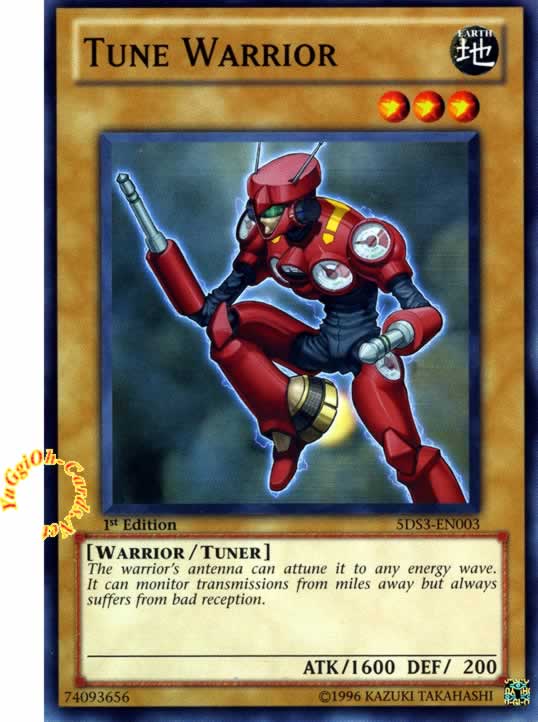 TUNE WARRIOR
EARTH
地
1st Edition
5DS3-EN003
[WARRIOR/TUNER]
The warrior's antenna can attune it to any energy wave.
It can monitor transmissions from miles away but always
suffers from bad reception.
ATK/1600 DEF/ 200
74093656
©1996 KAZUKI TAKAHASHI
YuGgiOh-Cards.Net